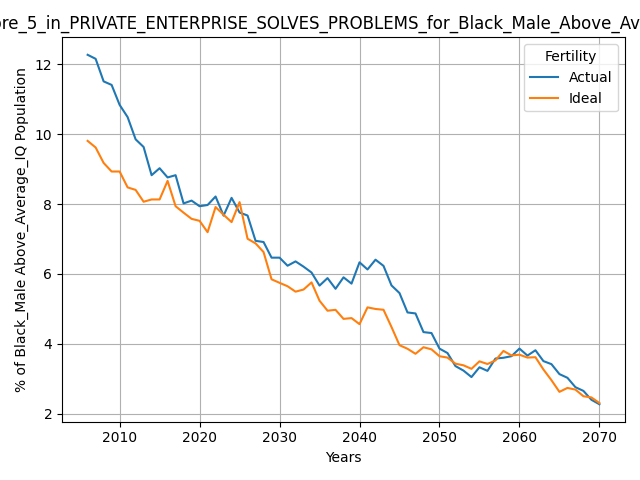 ore_5_in_PRIVATE_ENTERPRISE_SOLVES_PROBLEMS_for_Black_Male_Above_Av
Fertility
Actual
Ideal
% of Black_Male Above_Average_IQ Population
12
10
8
6
4
2
2010 2020 2030 2040 2050 2060 2070
Years